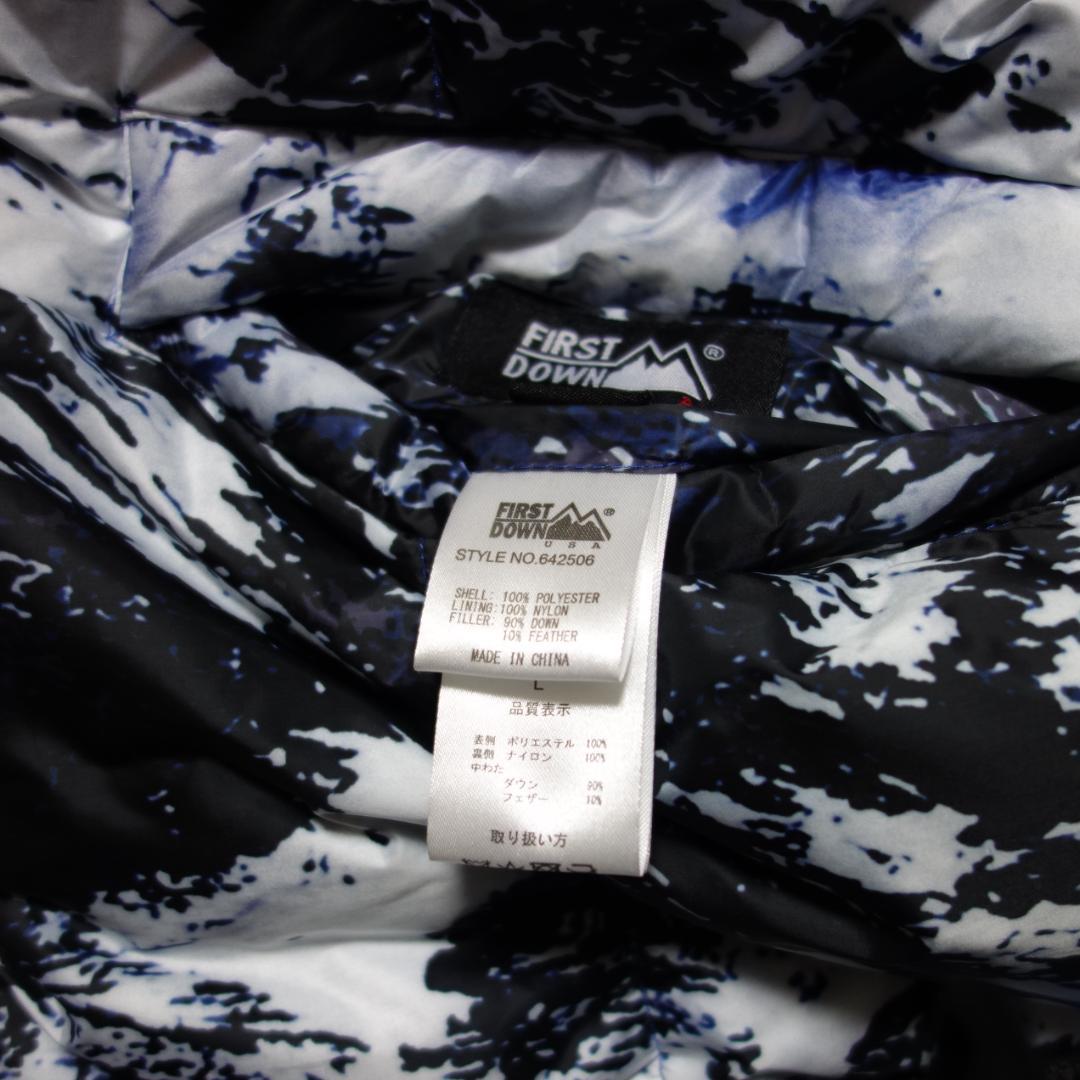 FIRST
DOWN ®
FIRST
DOWN ®
USA
STYLE NO.642506
SHELL: 100% POLYESTER
LINING:100% NYLON
FILLER: 90% DOWN
10% FEATHER
MADE IN CHINA
L
品質表示
表側 ポリエステル 100%
裏側 ナイロン 100%
中わた
ダウン 90%
フェザー 10%
取り扱い方